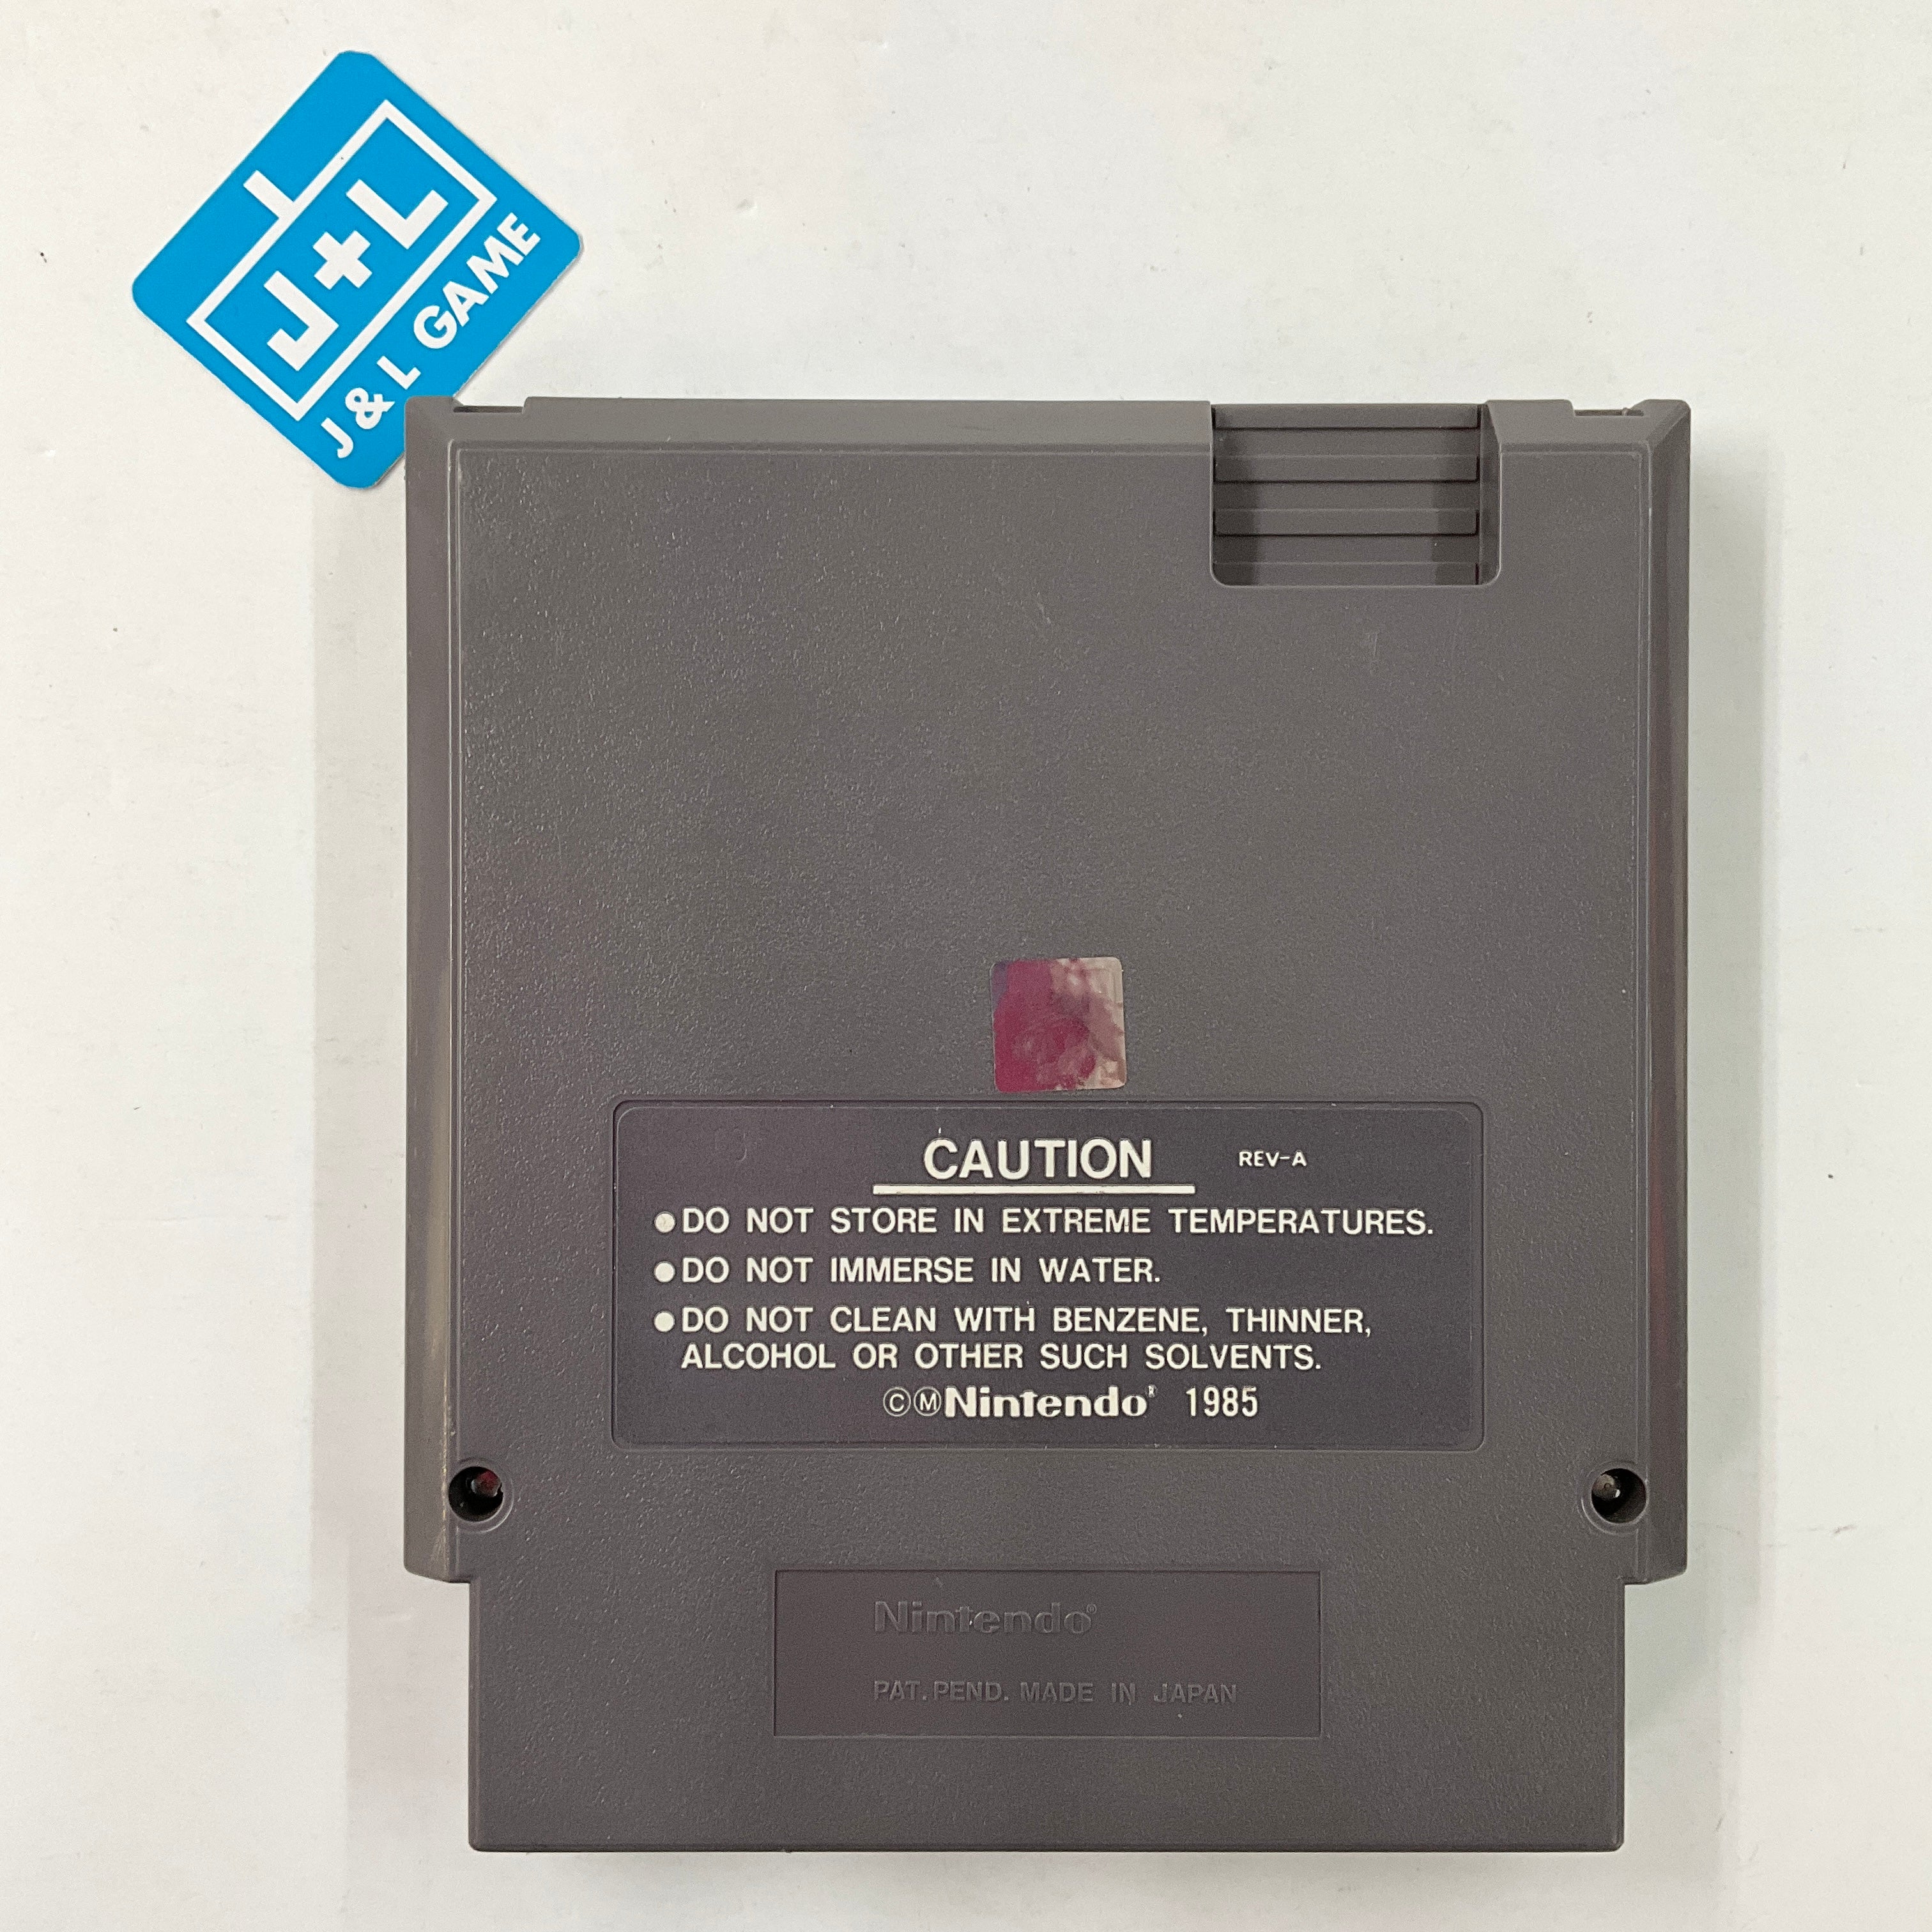 J+L
J & L GAME
CAUTION REV-A
●DO NOT STORE IN EXTREME TEMPERATURES.
●DO NOT IMMERSE IN WATER.
●DO NOT CLEAN WITH BENZENE, THINNER,
ALCOHOL OR OTHER SUCH SOLVENTS.
©ⓂNintendo® 1985
Nintendo®
PAT. PEND. MADE IN JAPAN